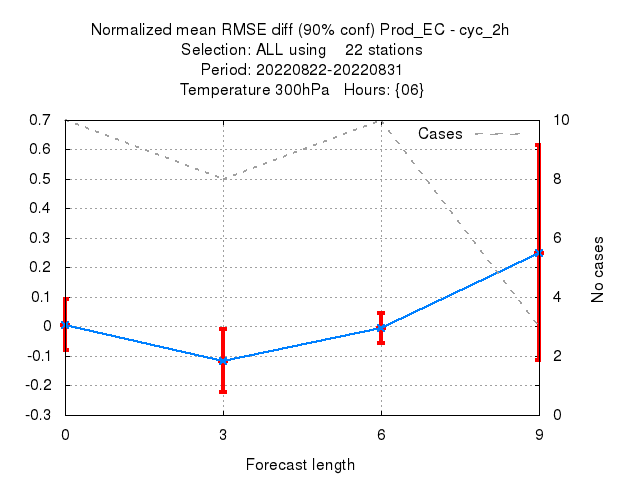 Normalized mean RMSE diff (90% conf) Prod_EC - cyc_2h
Selection: ALL using    22 stations
Period: 20220822-20220831
Temperature 300hPa   Hours: {06}
0.7
0.6
0.5
0.4
0.3
0.2
0.1
0
-0.1
-0.2
-0.3
Cases
10
8
6
4
2
0
No cases
0 3 6 9
Forecast length